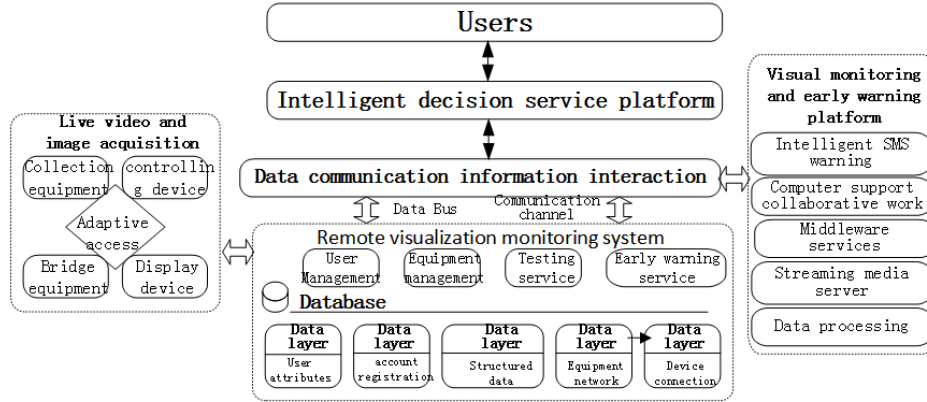 Users
Intelligent decision service platform
Data communication information interaction
Data Bus
Communication
channel
Live video and
image acquisition
Collection
equipment
controllin
g device
Adaptive
access
Bridge
equipment
Display
device
Remote visualization monitoring system
User
Management
Equipment
management
Testing
service
Early warning
service
Database
Data
layer
User
attributes
Data
layer
account
registration
Data
layer
Structured
data
Data
layer
Equipment
network
Data
layer
Device
connection
Visual monitoring
and early warning
platform
Intelligent SMS
warning
Computer support
collaborative work
Middleware
services
Streaming media
server
Data processing